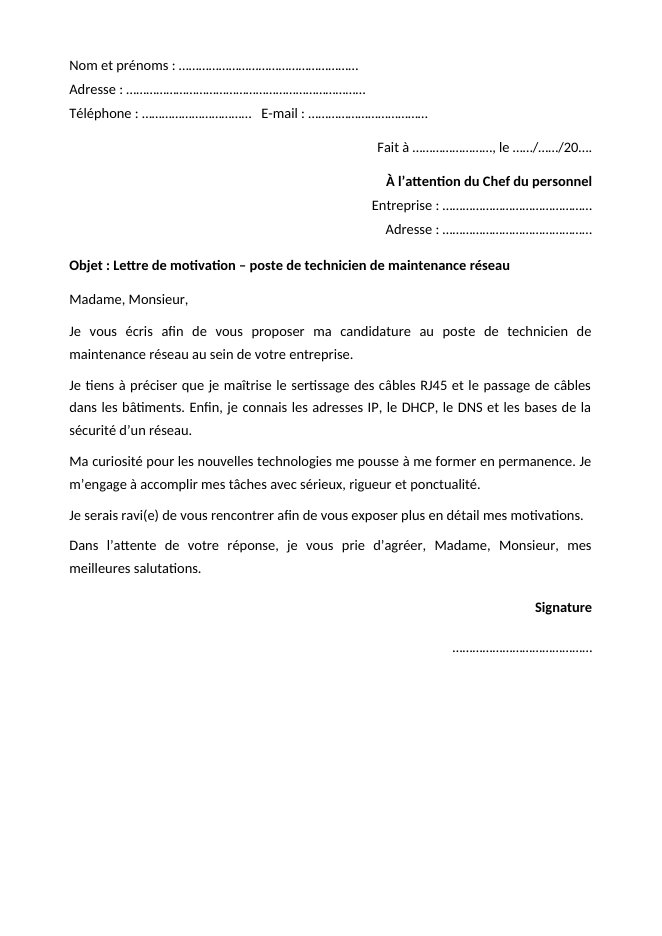 Nom et prénoms : ………………………………………………
Adresse : ………………………………………………………………
Téléphone : …………………………… E-mail : ………………………………
Fait à ……………………, le ……/……/20….
À l’attention du Chef du personnel
Entreprise : ………………………………………
Adresse : ………………………………………
Objet : Lettre de motivation – poste de technicien de maintenance réseau
Madame, Monsieur,
Je vous écris afin de vous proposer ma candidature au poste de technicien de
maintenance réseau au sein de votre entreprise.
Je tiens à préciser que je maîtrise le sertissage des câbles RJ45 et le passage de câbles
dans les bâtiments. Enfin, je connais les adresses IP, le DHCP, le DNS et les bases de la
sécurité d’un réseau.
Ma curiosité pour les nouvelles technologies me pousse à me former en permanence. Je
m’engage à accomplir mes tâches avec sérieux, rigueur et ponctualité.
Je serais ravi(e) de vous rencontrer afin de vous exposer plus en détail mes motivations.
Dans l’attente de votre réponse, je vous prie d’agréer, Madame, Monsieur, mes
meilleures salutations.
Signature
……………………………………